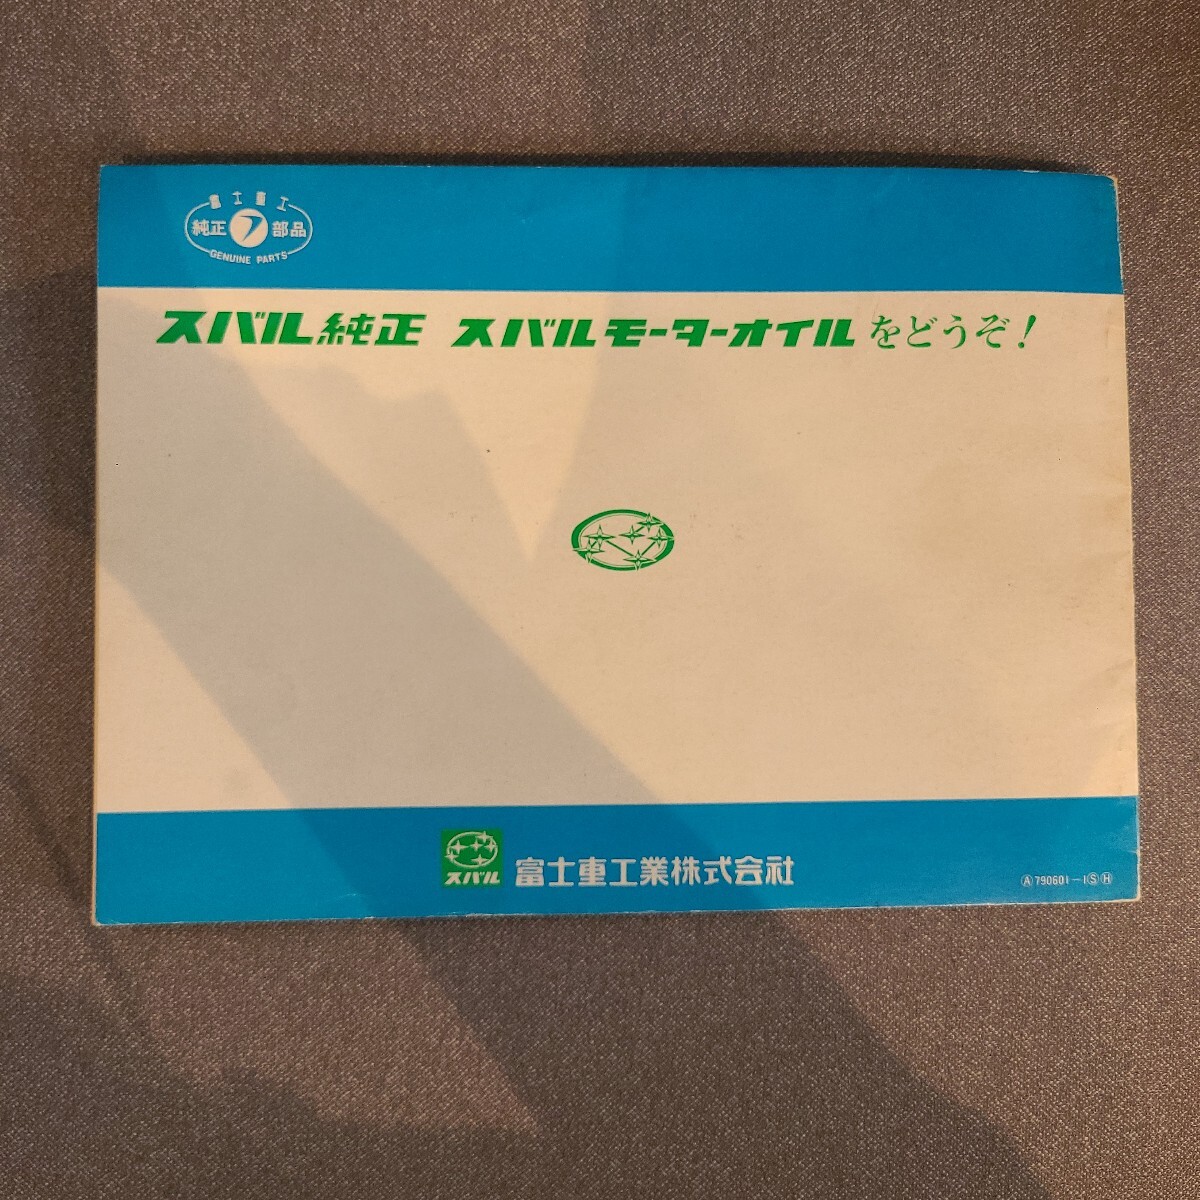 富士重工
純正 部品
GENUINE PARTS
スバル純正 スバルモーターオイルをどうぞ！
スバル 富士重工業株式会社
Ⓐ790601－1ⓈⒽ